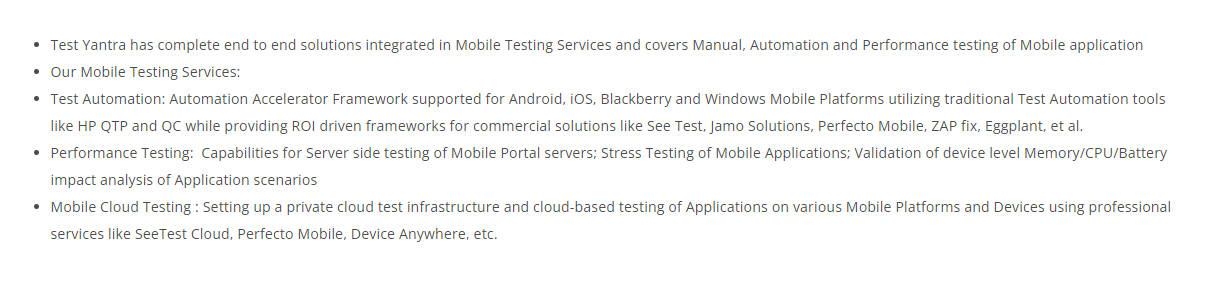 • Test Yantra has complete end to end solutions integrated in Mobile Testing Services and covers Manual, Automation and Performance testing of Mobile application
• Our Mobile Testing Services:
• Test Automation: Automation Accelerator Framework supported for Android, iOS, Blackberry and Windows Mobile Platforms utilizing traditional Test Automation tools
like HP QTP and QC while providing ROI driven frameworks for commercial solutions like See Test, Jamo Solutions, Perfecto Mobile, ZAP fix, Eggplant, et al.
• Performance Testing:  Capabilities for Server side testing of Mobile Portal servers; Stress Testing of Mobile Applications; Validation of device level Memory/CPU/Battery
impact analysis of Application scenarios
• Mobile Cloud Testing : Setting up a private cloud test infrastructure and cloud-based testing of Applications on various Mobile Platforms and Devices using professional
services like SeeTest Cloud, Perfecto Mobile, Device Anywhere, etc.